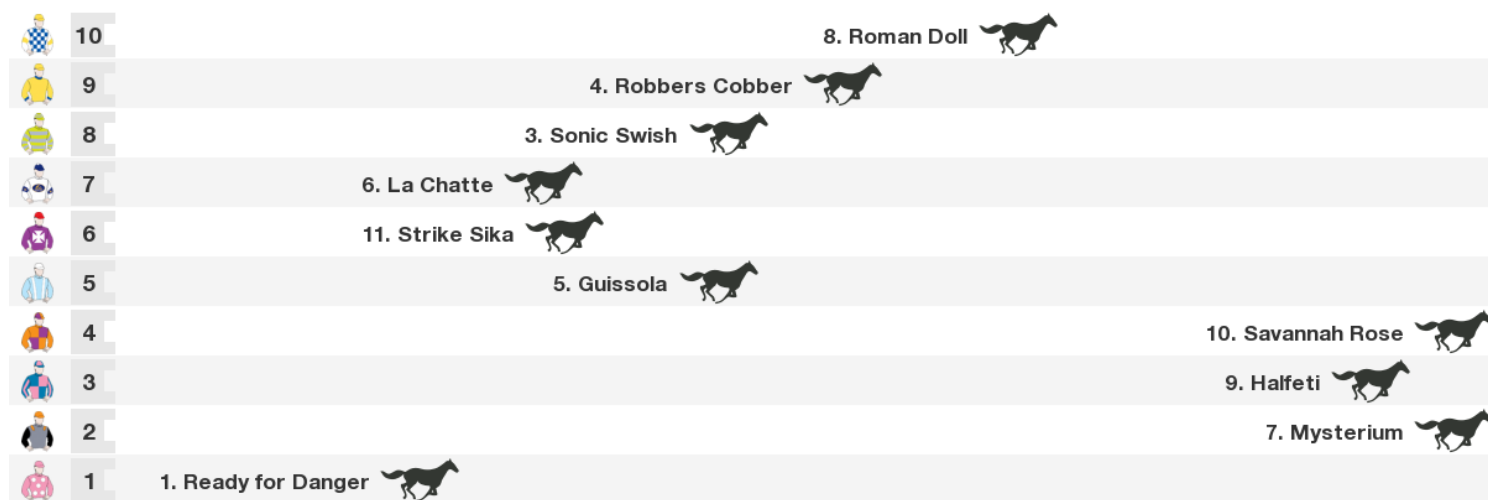 10 8. Roman Doll
9 4. Robbers Cobber
8 3. Sonic Swish
7 6. La Chatte
6 11. Strike Sika
5 5. Guissola
4 10. Savannah Rose
3 9. Halfeti
2 7. Mysterium
1 1. Ready for Danger